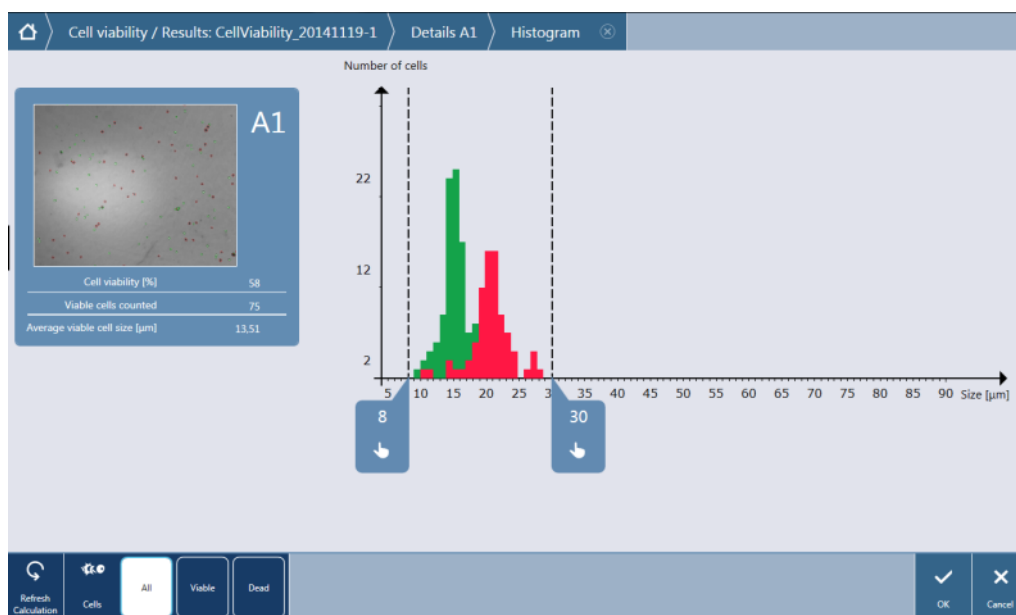 Cell viability / Results: CellViability_20141119-1 Details A1 Histogram
Number of cells
A1
Cell viability [%] 58
Viable cells counted 75
Average viable cell size [µm] 13,51
22
12
2
5 10 15 20 25 3 35 40 45 50 55 60 65 70 75 80 85 90 Size [µm]
8 30
Refresh Calculation
Cells
All
Viable
Dead
OK
Cancel